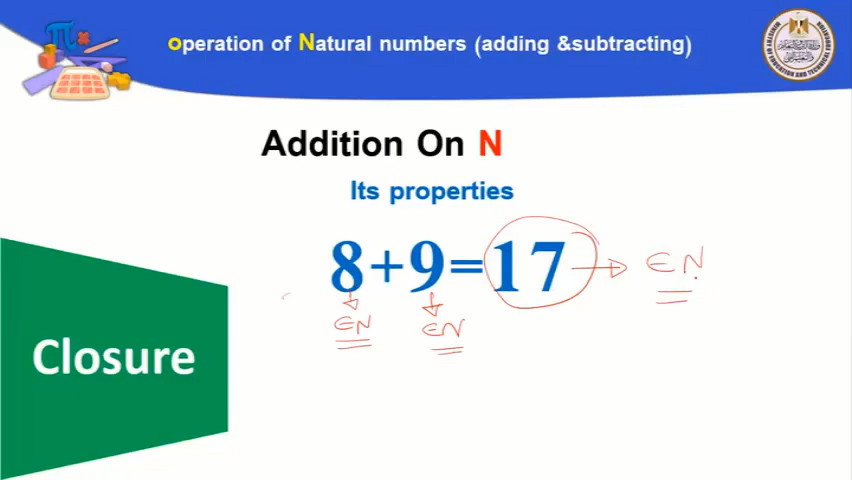 operation of Natural numbers (adding &subtracting)
Addition On N
Its properties
8+9=17
∈N
∈N
∈N
Closure